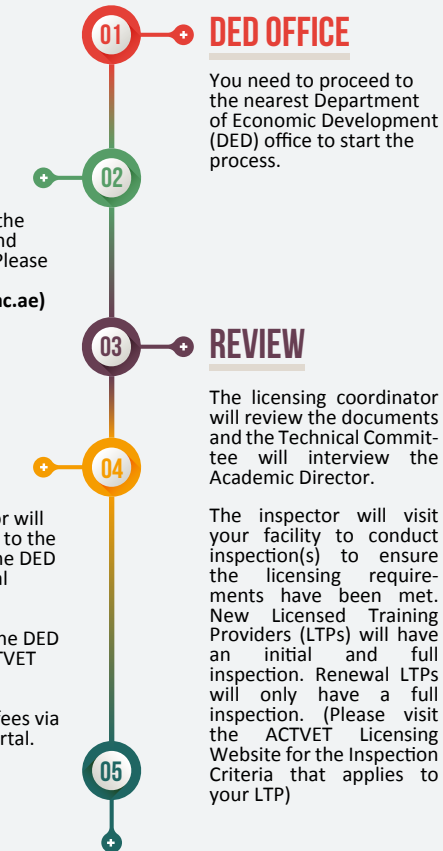 01
DED OFFICE
You need to proceed to
the nearest Department
of Economic Development
(DED) office to start the
process.
02
the
nd
Please
nc.ae)
03
REVIEW
The licensing coordinator
will review the documents
and the Technical Commit-
tee will interview the
Academic Director.
The inspector will visit
your facility to conduct
inspection(s) to ensure
the licensing require-
ments have been met.
New Licensed Training
Providers (LTPs) will have
an initial and full
inspection. Renewal LTPs
will only have a full
inspection. (Please visit
the ACTVET Licensing
Website for the Inspection
Criteria that applies to
your LTP)
04
or will
to the
he DED
al
he DED
TVET
fees via
rtal.
05